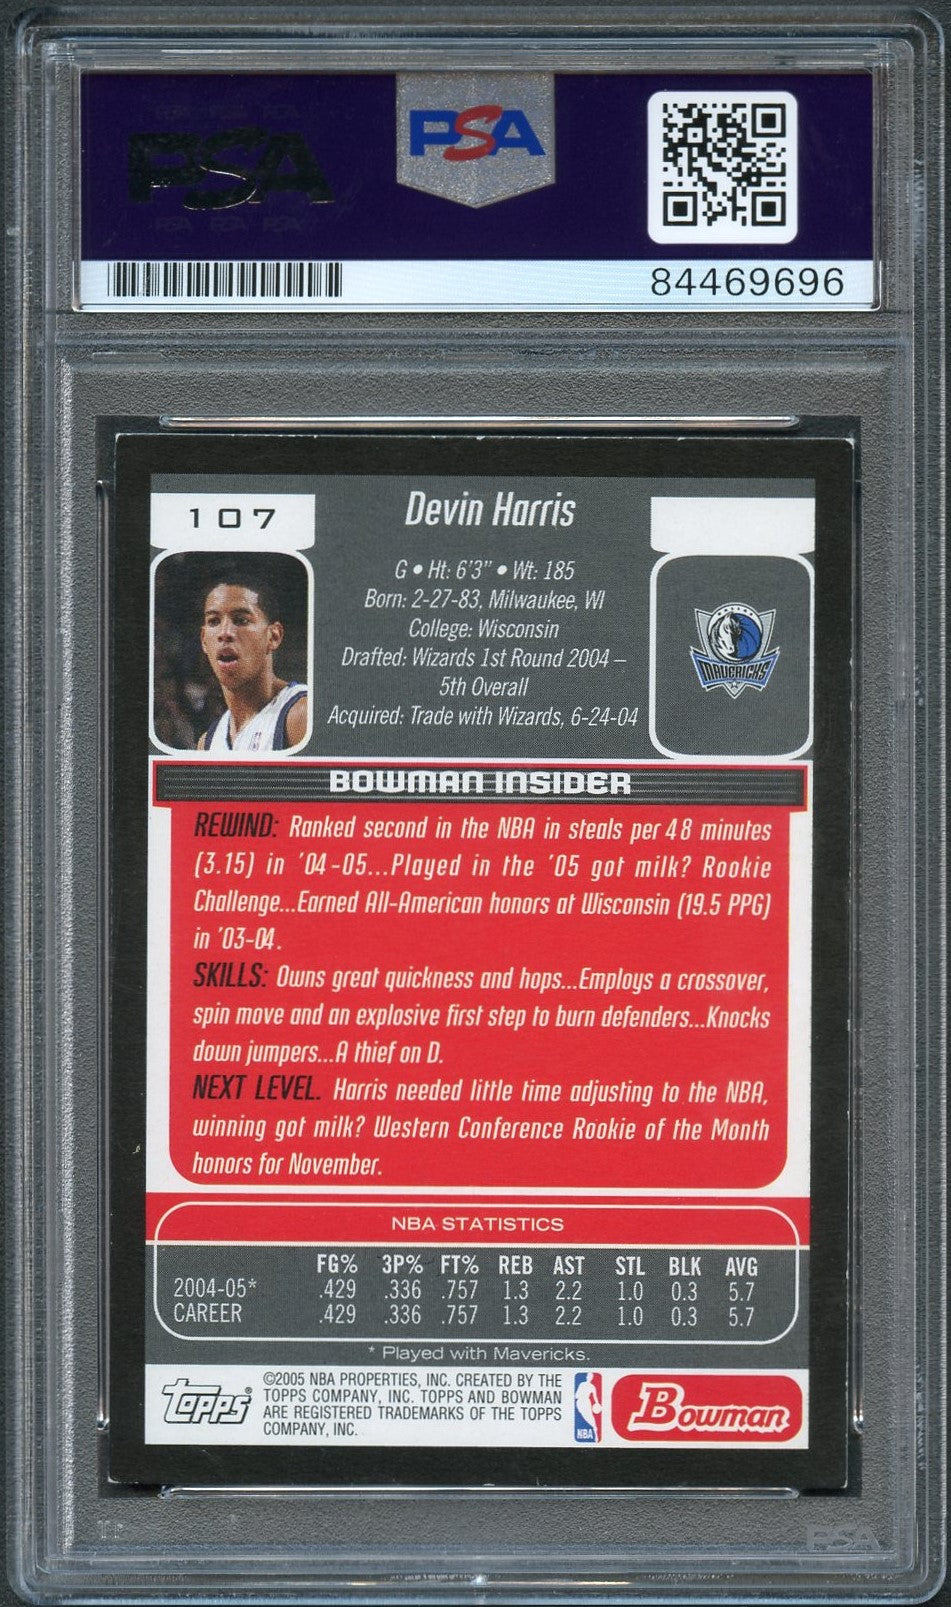 PSA
PSA
84469696
107
Devin Harris
G • Ht: 6'3" • Wt: 185
Born: 2-27-83, Milwaukee, WI
College: Wisconsin
Drafted: Wizards 1st Round 2004 –
5th Overall
Acquired: Trade with Wizards, 6-24-04
MAVERICKS
BOWMAN INSIDER
REWIND: Ranked second in the NBA in steals per 48 minutes
(3.15) in '04-05...Played in the '05 got milk? Rookie
Challenge...Earned All-American honors at Wisconsin (19.5 PPG)
in '03-04.
SKILLS: Owns great quickness and hops...Employs a crossover,
spin move and an explosive first step to burn defenders...Knocks
down jumpers...A thief on D.
NEXT LEVEL. Harris needed little time adjusting to the NBA,
winning got milk? Western Conference Rookie of the Month
honors for November.
NBA STATISTICS
FG% 3P% FT% REB AST STL BLK AVG
2004-05* .429 .336 .757 1.3 2.2 1.0 0.3 5.7
CAREER .429 .336 .757 1.3 2.2 1.0 0.3 5.7
* Played with Mavericks.
Topps®
©2005 NBA PROPERTIES, INC. CREATED BY THE
TOPPS COMPANY, INC. TOPPS AND BOWMAN
ARE REGISTERED TRADEMARKS OF THE TOPPS
COMPANY, INC.
NBA
Bowman
PSA